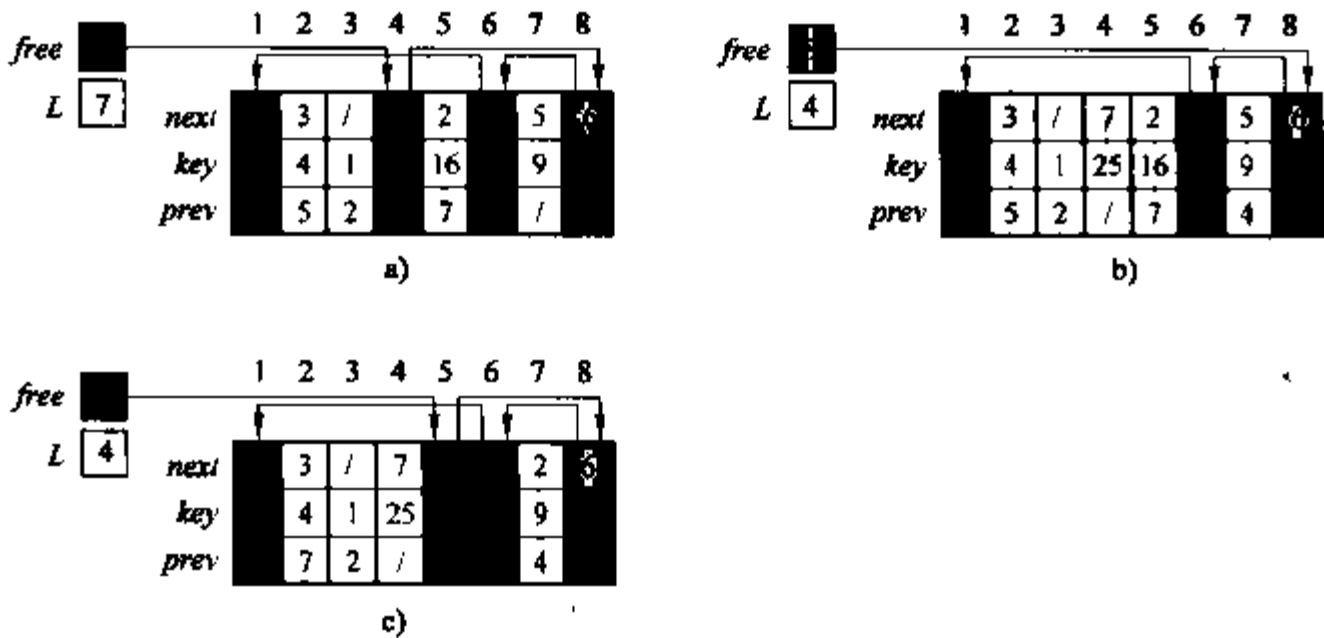 1 2 3 4 5 6 7 8
free
L 7
next 3 / 2 5
key 4 1 16 9
prev 5 2 7 /
a)
1 2 3 4 5 6 7 8
free
L 4
next 3 / 7 2 5 6
key 4 1 25 16 9
prev 5 2 / 7 4
b)
1 2 3 4 5 6 7 8
free
L 4
next 3 / 7 2
key 4 1 25 9
prev 7 2 / 4
c)